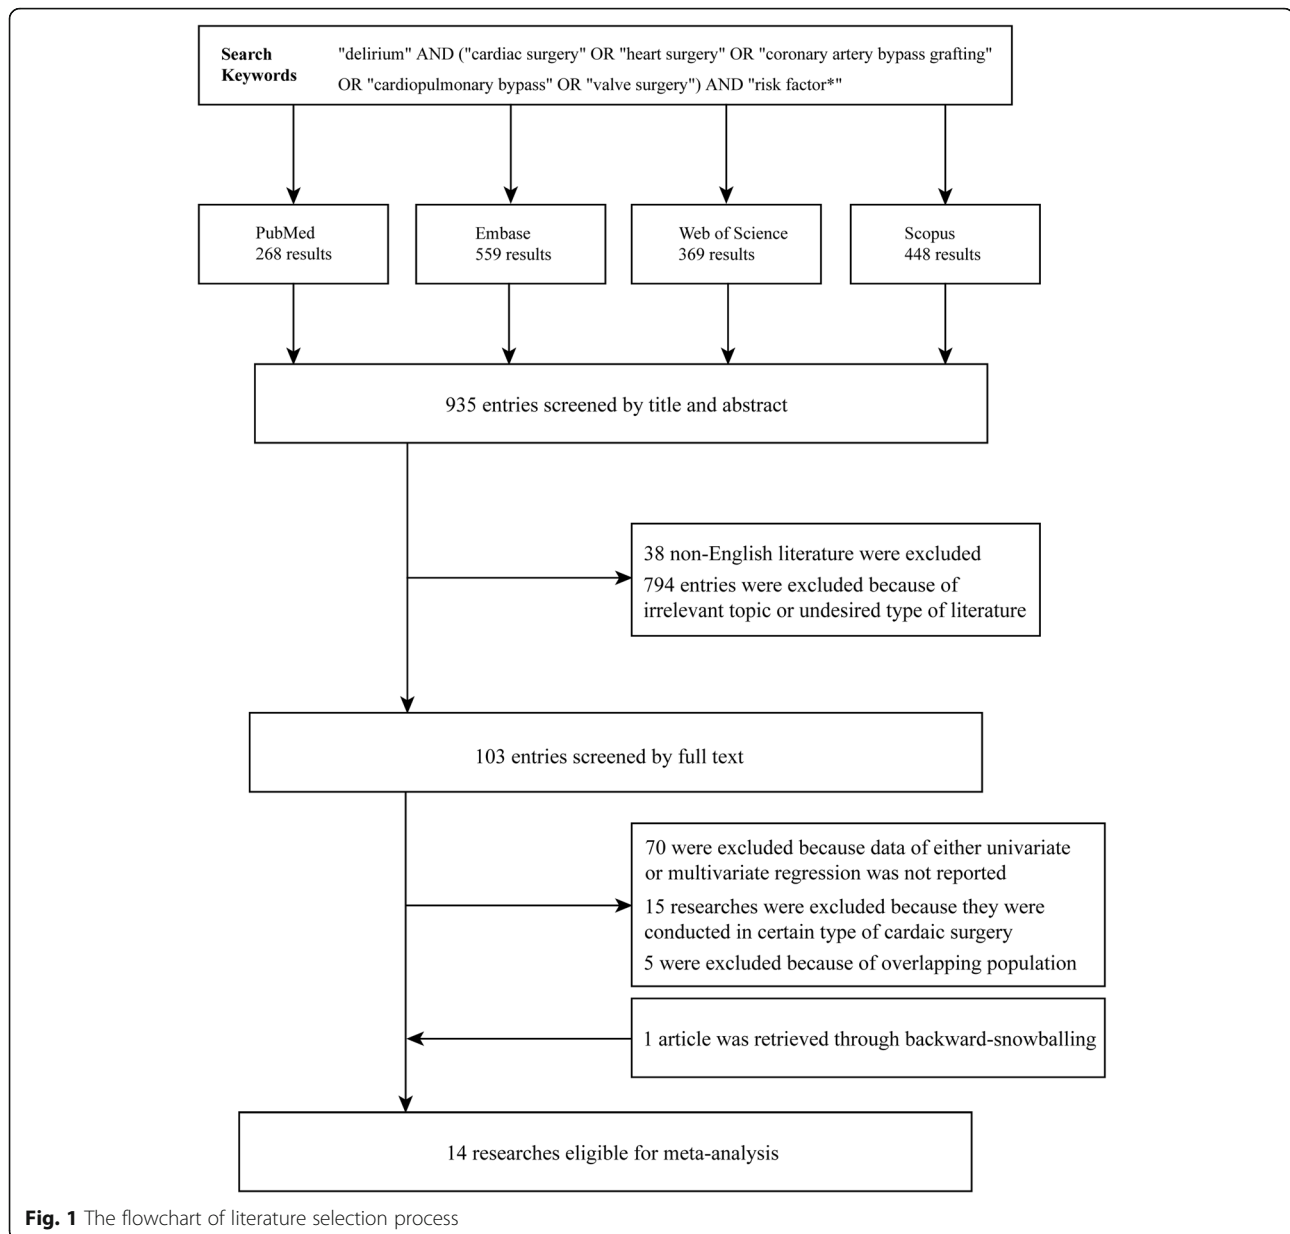 Search
Keywords
"delirium" AND ("cardiac surgery" OR "heart surgery" OR "coronary artery bypass grafting"
OR "cardiopulmonary bypass" OR "valve surgery") AND "risk factor*"
PubMed
268 results
Embase
559 results
Web of Science
369 results
Scopus
448 results
935 entries screened by title and abstract
38 non-English literature were excluded
794 entries were excluded because of
irrelevant topic or undesired type of literature
103 entries screened by full text
70 were excluded because data of either univariate
or multivariate regression was not reported
15 researches were excluded because they were
conducted in certain type of cardaic surgery
5 were excluded because of overlapping population
1 article was retrieved through backward-snowballing
14 researches eligible for meta-analysis
Fig. 1 The flowchart of literature selection process